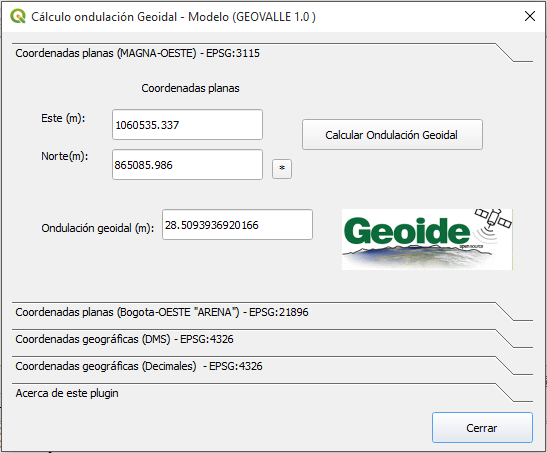 Cálculo ondulación Geoidal - Modelo (GEOVALLE 1.0 )
Coordenadas planas (MAGNA-OESTE) - EPSG:3115
Coordenadas planas
Este (m):
1060535.337
Calcular Ondulación Geoidal
Norte(m):
865085.986
*
Ondulación geoidal (m):
28.5093936920166
Geoide
open source
Coordenadas planas (Bogota-OESTE "ARENA") - EPSG:21896
Coordenadas geográficas (DMS) - EPSG:4326
Coordenadas geográficas (Decimales)  - EPSG:4326
Acerca de este plugin
Cerrar